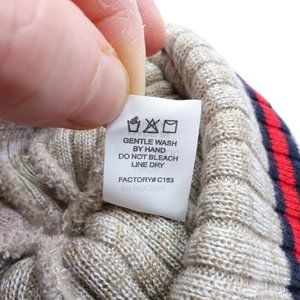 GENTLE WASH
BY HAND
DO NOT BLEACH
LINE DRY
FACTORY# C153